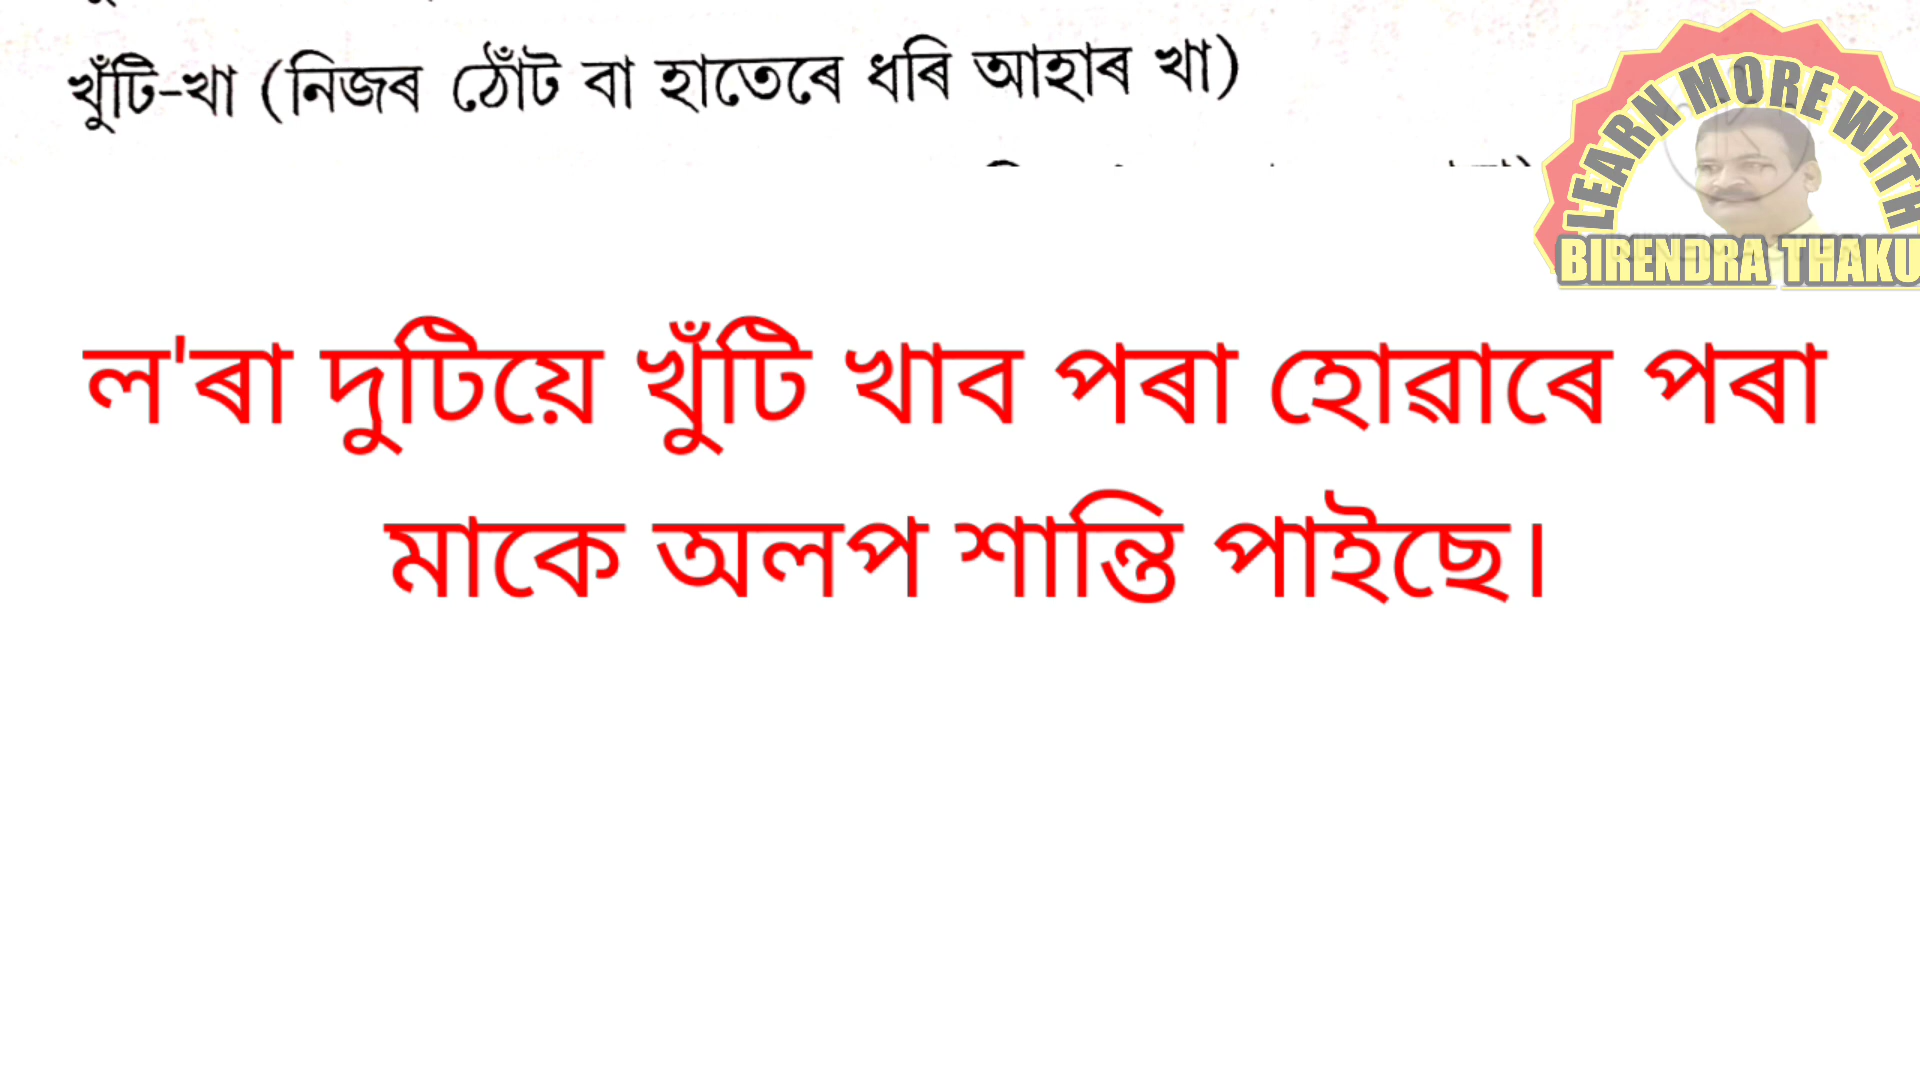 খুঁটি-খা (নিজৰ ঠোঁট বা হাতেৰে ধৰি আহাৰ খা)
LEARN MORE WITH
BIRENDRA THAKU
ল'ৰা দুটিয়ে খুঁটি খাব পৰা হোৱাৰে পৰা
মাকে অলপ শান্তি পাইছে।